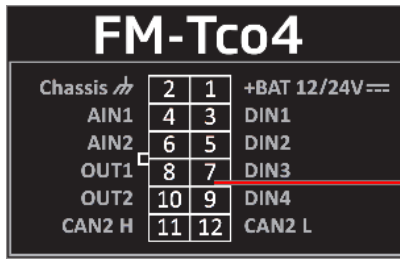 FM-Tco4
Chassis 2 1 +BAT 12/24V
AIN1 4 3 DIN1
AIN2 6 5 DIN2
OUT1 8 7 DIN3
OUT2 10 9 DIN4
CAN2 H 11 12 CAN2 L